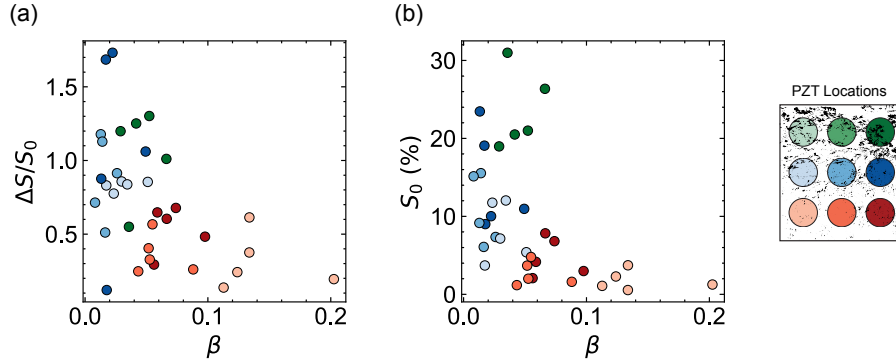 (a)
(b)
ΔS/S₀
1.5
1.0
0.5
0.0
0.1
0.2
β
S₀ (%)
30
20
10
0
0.0
0.1
0.2
β
PZT Locations